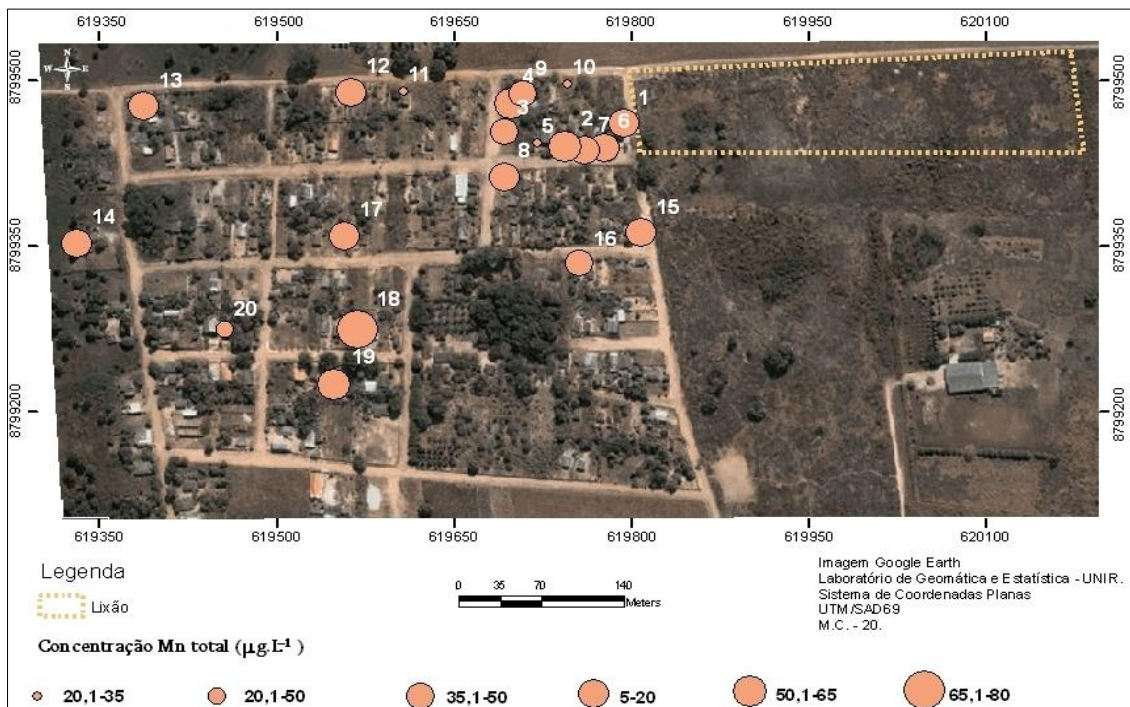 619350 619500 619650 619800 619950 620100
8799500 8799500
N
W E
S
13
12
11
4
9
10
3
1
5
2
7
6
8
14
17
15
16
8799350 8799350
20
18
19
8799200 8799200
619350 619500 619650 619800 619950 620100
Legenda
Lixão
0 35 70 140
Meters
Imagem Google Earth
Laboratório de Geomática e Estatística - UNIR.
Sistema de Coordenadas Planas
UTM/SAD69
M.C. - 20.
Concentração Mn total (µg.L⁻¹ )
20,1-35 20,1-50 35,1-50 5-20 50,1-65 65,1-80